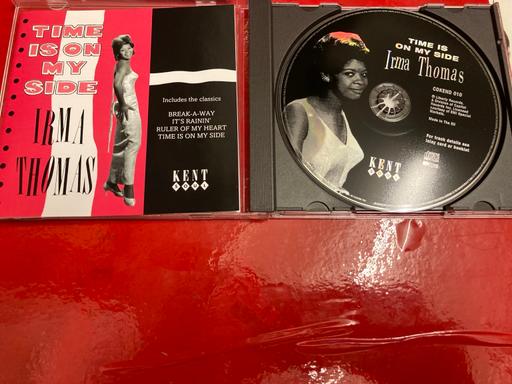 TIME
IS ON
MY
SIDE
IRMA
THOMAS
Includes the classics
BREAK-A-WAY
IT'S RAININ'
RULER OF MY HEART
TIME IS ON MY SIDE
KENT
SOUL
TIME IS
ON MY SIDE
Irma Thomas
CDKEND 010
Made in the EU
For track details see
inlay card or booklet
KENT
SOUL